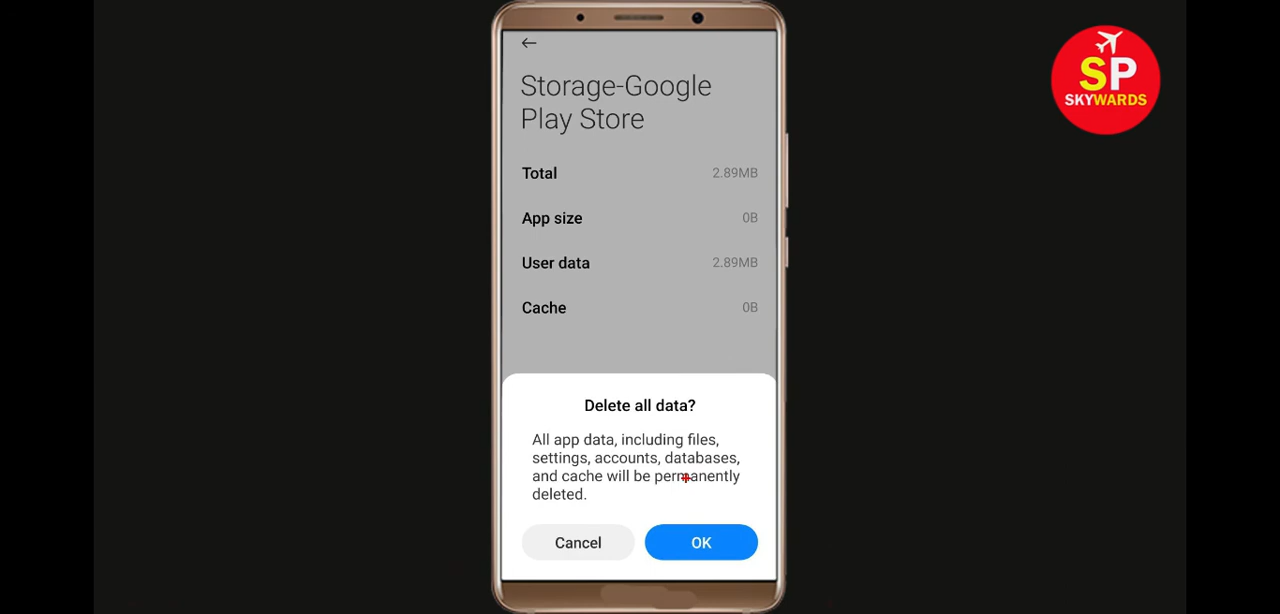 SP
SKYWARDS
Storage-Google
Play Store
Total 2.89MB
App size 0B
User data 2.89MB
Cache 0B
Delete all data?
All app data, including files,
settings, accounts, databases,
and cache will be permanently
deleted.
Cancel OK